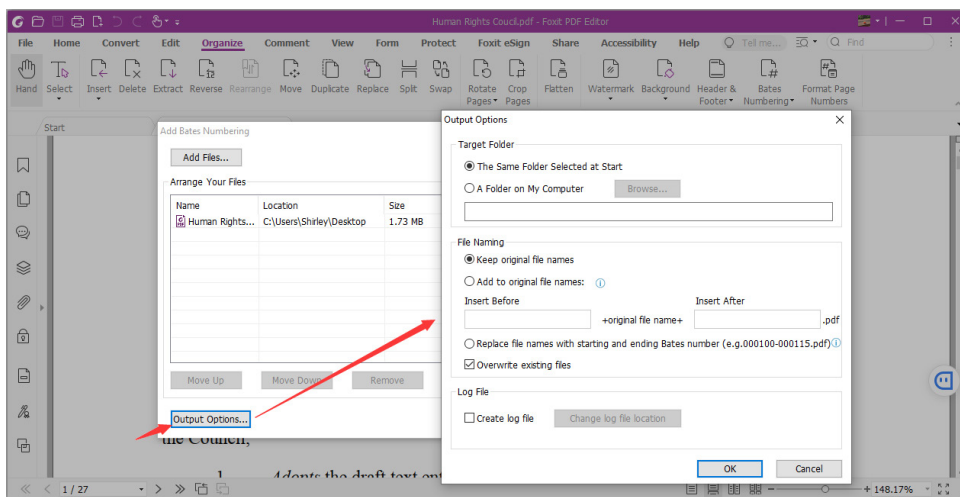 Human Rights Coucil.pdf - Foxit PDF Editor
File Home Convert Edit Organize Comment View Form Protect Foxit eSign Share Accessibility Help Tell me... Find
Hand Select Insert Delete Extract Reverse Rearrange Move Duplicate Replace Split Swap Rotate Pages Crop Pages Flatten Watermark Background Header & Footer Bates Numbering Format Page Numbers
Start
Add Bates Numbering
Add Files...
Arrange Your Files
Name Location Size
Human Rights... C:\Users\Shirley\Desktop 1.73 MB
Move Up Move Down Remove
Output Options...
Output Options
Target Folder
The Same Folder Selected at Start
A Folder on My Computer Browse...
File Naming
Keep original file names
Add to original file names:
Insert Before Insert After
+original file name+ .pdf
Replace file names with starting and ending Bates number (e.g.000100-000115.pdf)
Overwrite existing files
Log File
Create log file Change log file location
OK Cancel
the Council,
1. Adopts the draft text
1 / 27
148.17%